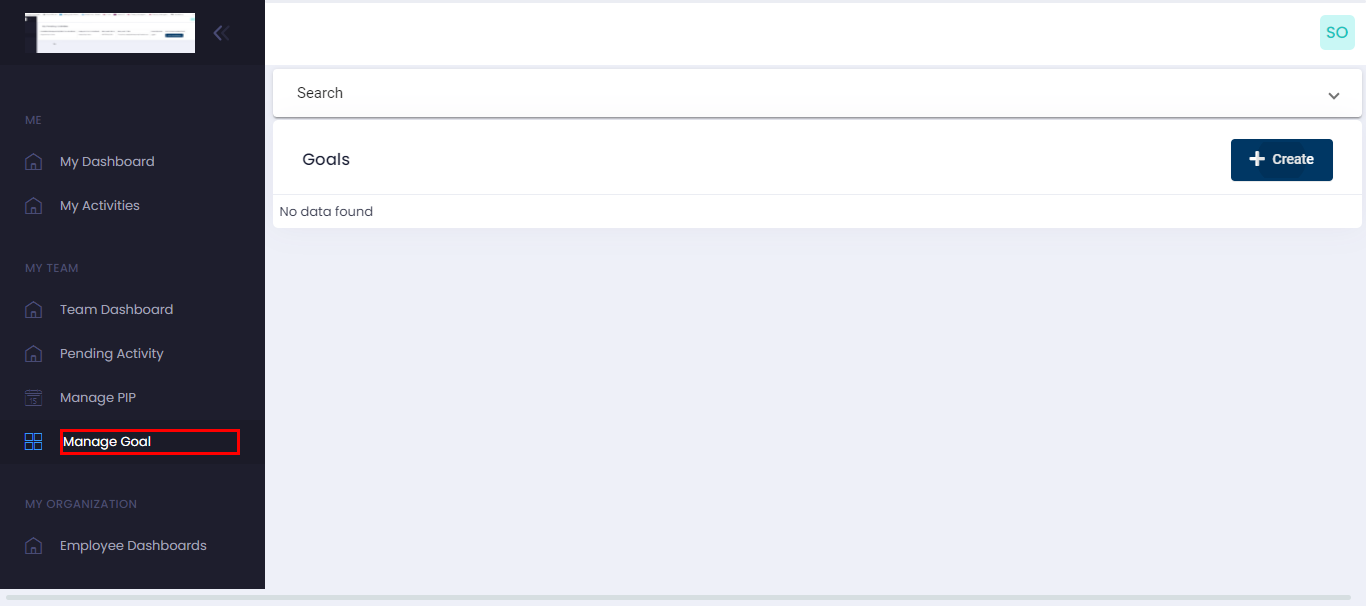 SO
ME
My Dashboard
My Activities
MY TEAM
Team Dashboard
Pending Activity
15
Manage PIP
Manage Goal
MY ORGANIZATION
Employee Dashboards
Search
Goals
Create
No data found